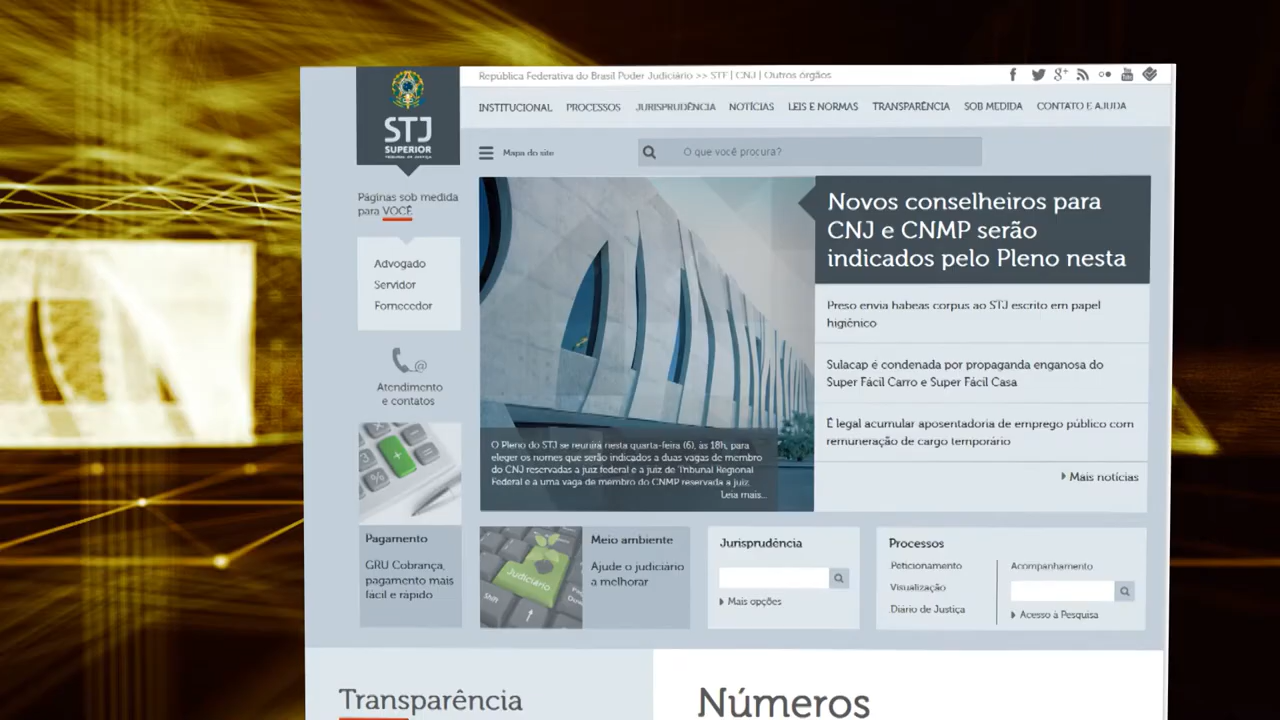 República Federativa do Brasil Poder Judiciário >> STF | CNJ | Outros órgãos
STJ
SUPERIOR
TRIBUNAL DA JUSTIÇA
INSTITUCIONAL PROCESSOS JURISPRUDÊNCIA NOTÍCIAS LEIS E NORMAS TRANSPARÊNCIA SOB MEDIDA CONTATO E AJUDA
Mapa do site
O que você procura?
Páginas sob medida
para VOCÊ
Advogado
Servidor
Fornecedor
@
Atendimento
e contatos
Pagamento
GRU Cobrança,
pagamento mais
fácil e rápido
Novos conselheiros para
CNJ e CNMP serão
indicados pelo Pleno nesta
Preso envia habeas corpus ao STJ escrito em papel
higiênico
Sulacap é condenada por propaganda enganosa do
Super Fácil Carro e Super Fácil Casa
É legal acumular aposentadoria de emprego público com
remuneração de cargo temporário
Mais notícias
O Pleno do STJ se reunirá nesta quarta-feira (6), às 18h, para
eleger os nomes que serão indicados a duas vagas de membro
do CNJ reservadas a juiz federal e a juiz de Tribunal Regional
Federal e a uma vaga de membro do CNMP reservada a juiz
Leia mais...
Judiciário
Shift
Meio ambiente
Ajude o judiciário
a melhorar
Jurisprudência
Mais opções
Processos
Peticionamento
Visualização
Diário de Justiça
Acompanhamento
Acesso à Pesquisa
Transparência
Números